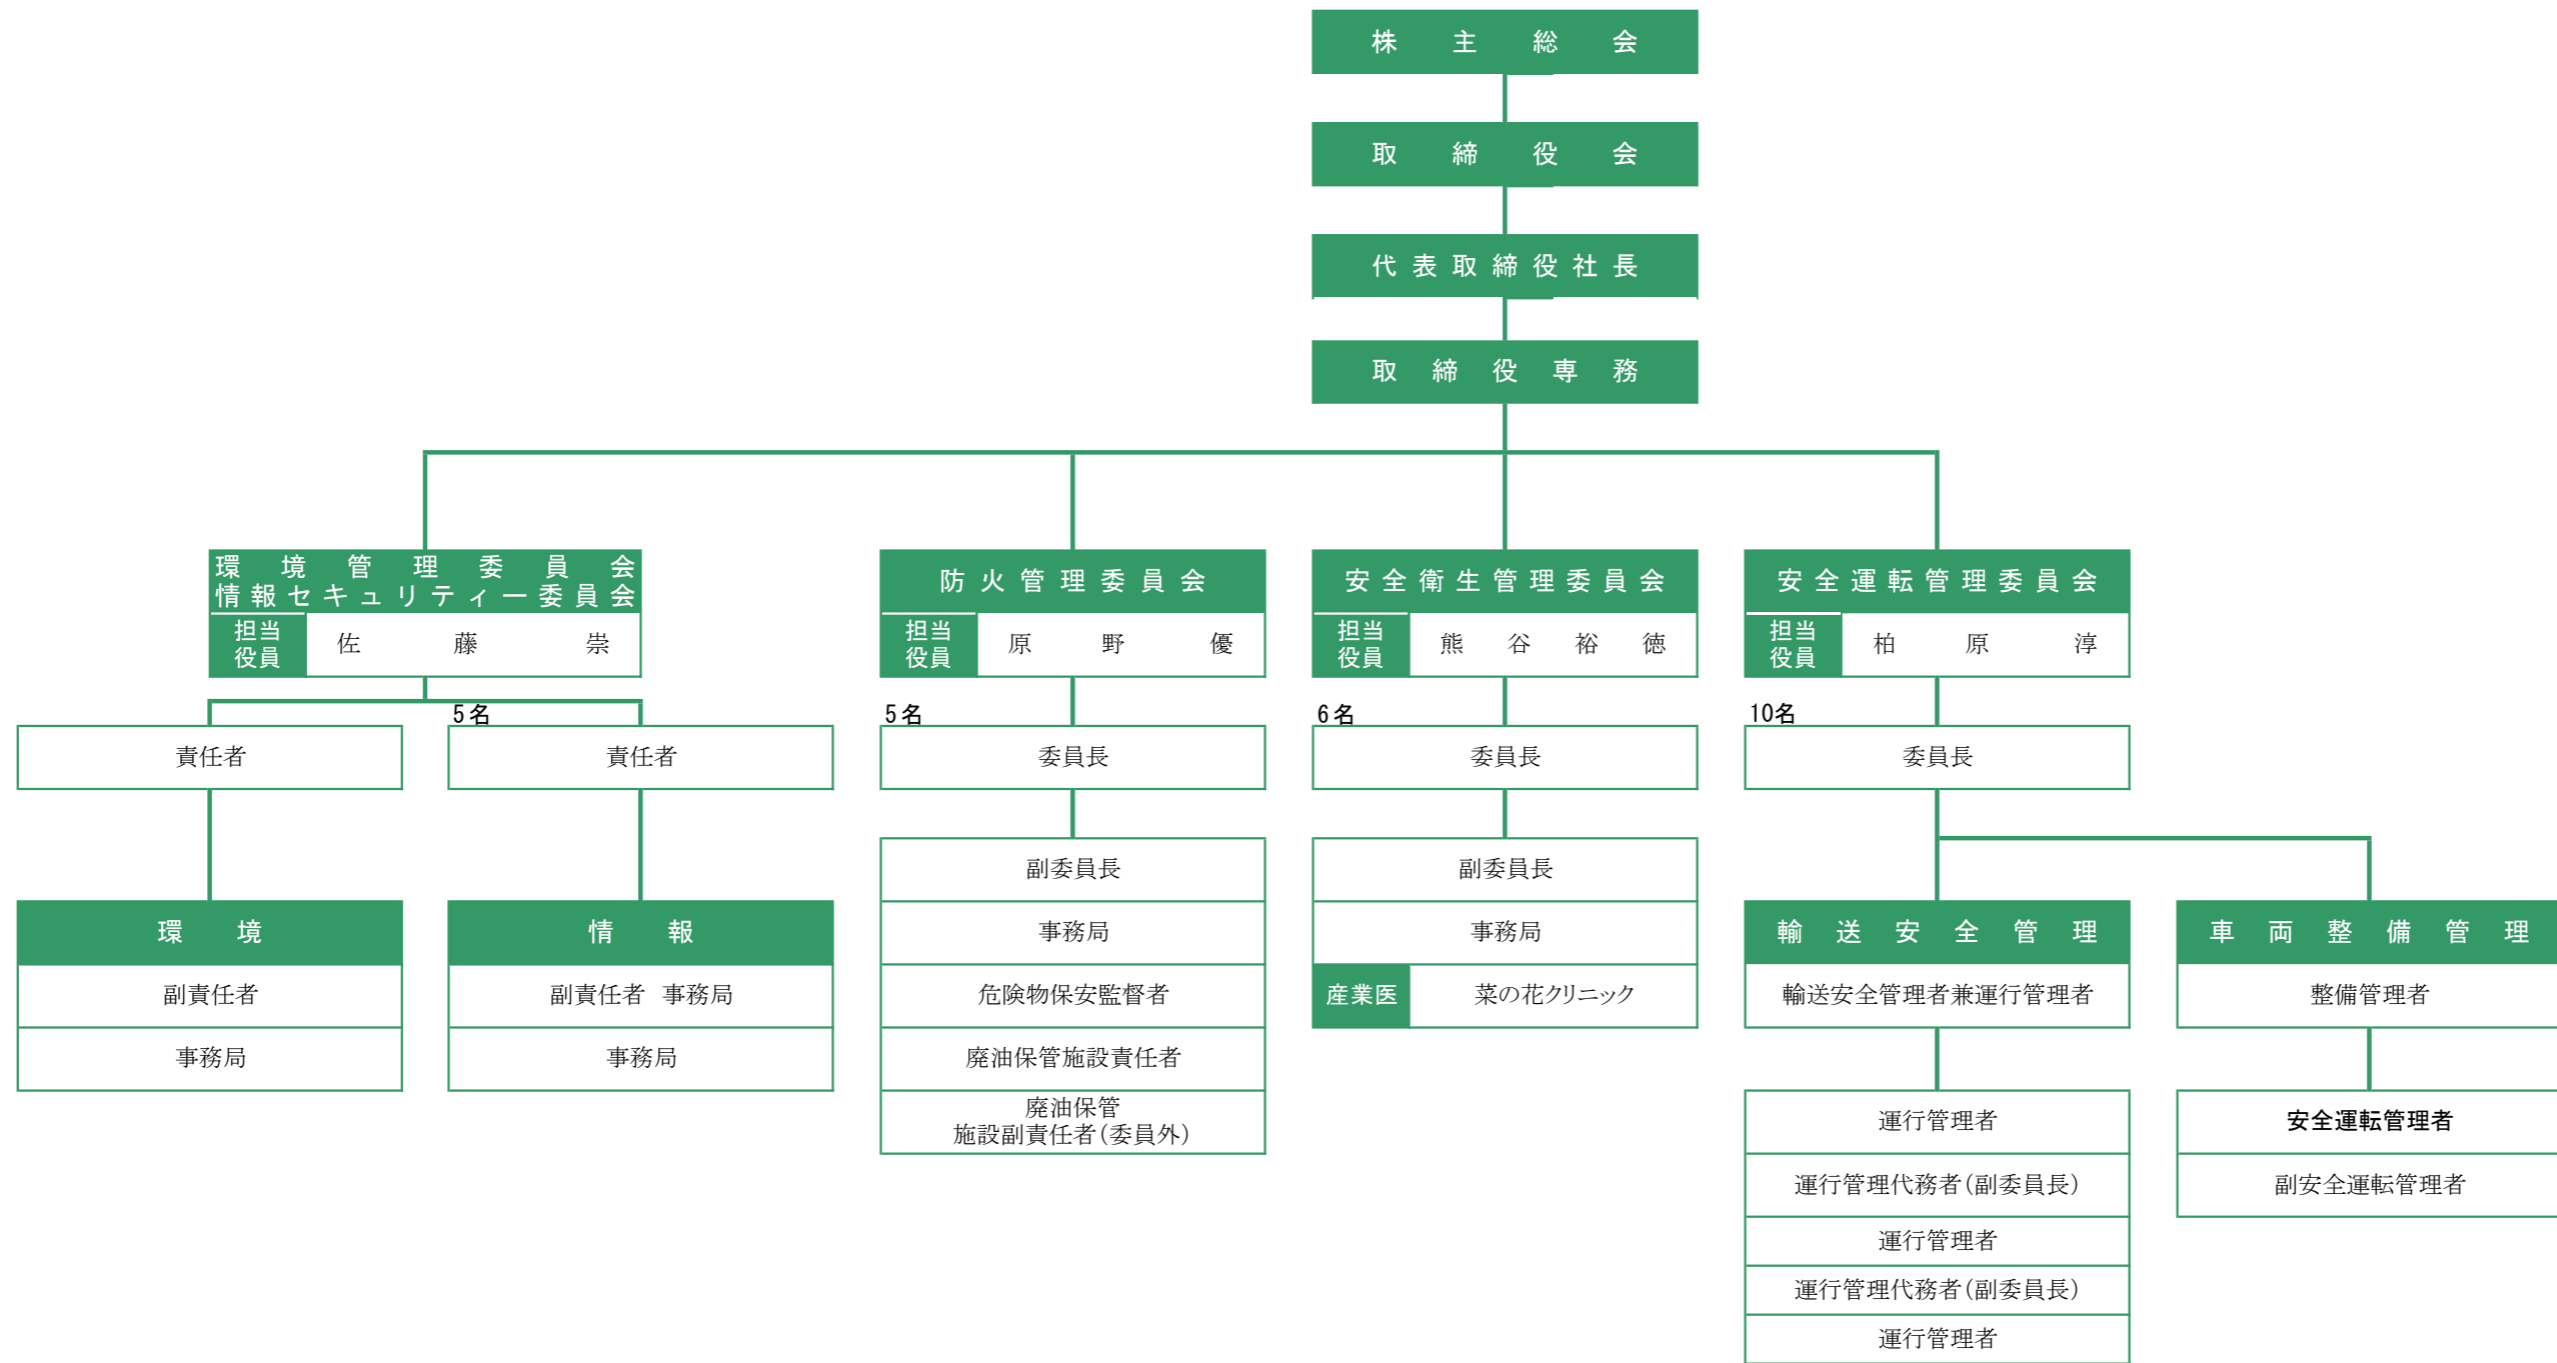 株主総会
取締役会
代表取締役社長
取締役専務
環境管理委員会
情報セキュリティー委員会
担当
役員
佐藤崇
防火管理委員会
担当
役員
原野優
安全衛生管理委員会
担当
役員
熊谷裕徳
安全運転管理委員会
担当
役員
柏原淳
5名
5名
6名
10名
責任者
責任者
委員長
委員長
委員長
副委員長
副委員長
環境
情報
事務局
事務局
輸送安全管理
車両整備管理
副責任者
副責任者 事務局
危険物保安監督者
産業医
菜の花クリニック
輸送安全管理者兼運行管理者
整備管理者
事務局
事務局
廃油保管施設責任者
廃油保管
施設副責任者(委員外)
運行管理者
安全運転管理者
運行管理代務者(副委員長)
副安全運転管理者
運行管理者
運行管理代務者(副委員長)
運行管理者